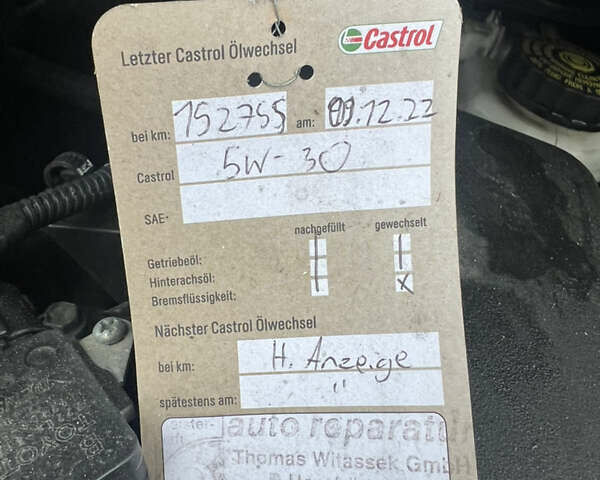 Castrol
Letzter Castrol Ölwechsel
bei km: 152755 am: 09.12.22
Castrol 5W-30
SAE-
nachgefüllt gewechselt
Getriebeöl:
Hinterachsöl:
Bremsflüssigkeit: x
Nächster Castrol Ölwechsel
bei km: H. Anzeige
spätestens am: "
auto reparatur
Thomas Witassek GmbH